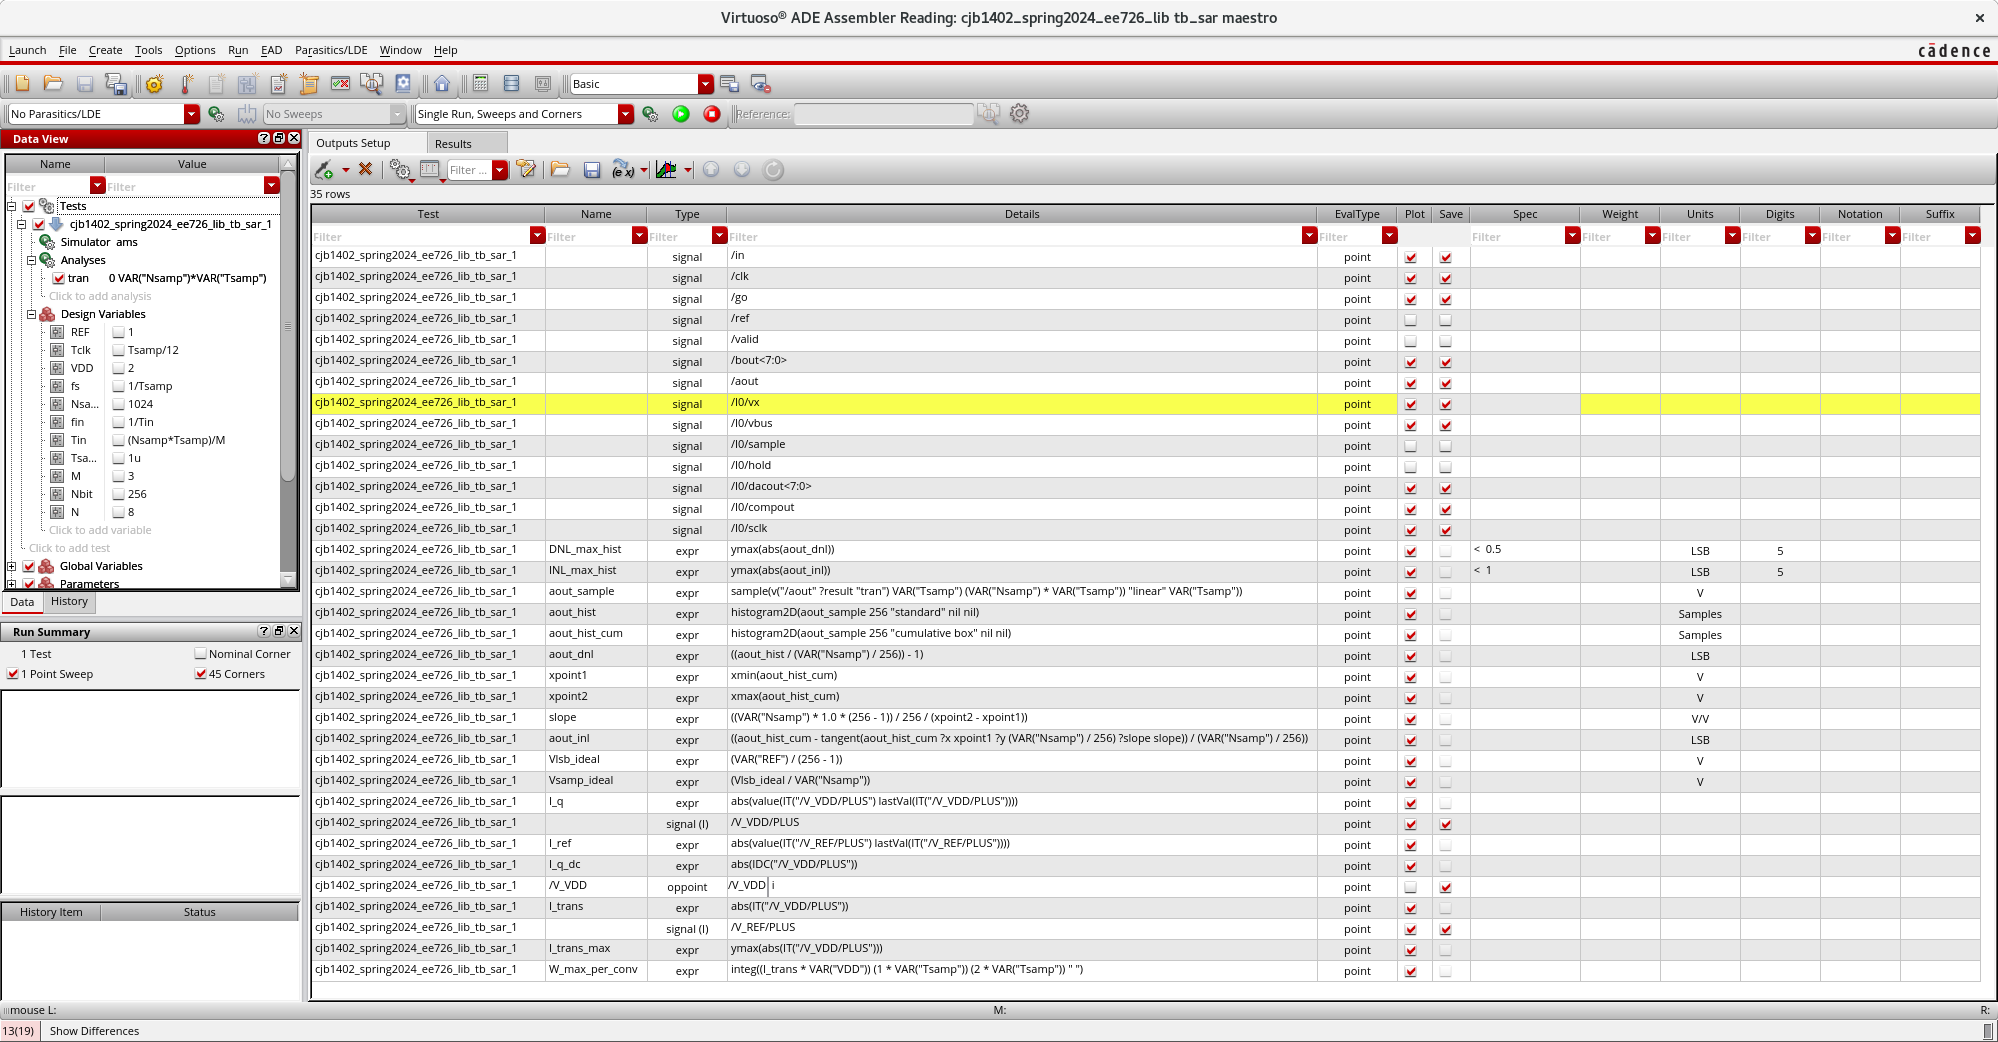 Virtuoso® ADE Assembler Reading: cjb1402_spring2024_ee726_lib tb_sar maestro
Launch File Create Tools Options Run EAD Parasitics/LDE Window Help
cādence
Basic
No Parasitics/LDE No Sweeps Single Run, Sweeps and Corners Reference:
Data View
Name Value
Filter Filter
Tests
cjb1402_spring2024_ee726_lib_tb_sar_1
Simulator ams
Analyses
tran 0 VAR("Nsamp")*VAR("Tsamp")
Click to add analysis
Design Variables
REF 1
Tclk Tsamp/12
VDD 2
fs 1/Tsamp
Nsa... 1024
fin 1/Tin
Tin (Nsamp*Tsamp)/M
Tsa... 1u
M 3
Nbit 256
N 8
Click to add variable
Click to add test
Global Variables
Parameters
Data History
Run Summary
1 Test Nominal Corner
1 Point Sweep 45 Corners
History Item Status
Outputs Setup Results
Filter ...
(e x)
35 rows
Test Name Type Details EvalType Plot Save Spec Weight Units Digits Notation Suffix
Filter Filter Filter Filter Filter Filter Filter Filter Filter Filter Filter
cjb1402_spring2024_ee726_lib_tb_sar_1 signal /in point
cjb1402_spring2024_ee726_lib_tb_sar_1 signal /clk point
cjb1402_spring2024_ee726_lib_tb_sar_1 signal /go point
cjb1402_spring2024_ee726_lib_tb_sar_1 signal /ref point
cjb1402_spring2024_ee726_lib_tb_sar_1 signal /valid point
cjb1402_spring2024_ee726_lib_tb_sar_1 signal /bout<7:0> point
cjb1402_spring2024_ee726_lib_tb_sar_1 signal /aout point
cjb1402_spring2024_ee726_lib_tb_sar_1 signal /I0/vx point
cjb1402_spring2024_ee726_lib_tb_sar_1 signal /I0/vbus point
cjb1402_spring2024_ee726_lib_tb_sar_1 signal /I0/sample point
cjb1402_spring2024_ee726_lib_tb_sar_1 signal /I0/hold point
cjb1402_spring2024_ee726_lib_tb_sar_1 signal /I0/dacout<7:0> point
cjb1402_spring2024_ee726_lib_tb_sar_1 signal /I0/compout point
cjb1402_spring2024_ee726_lib_tb_sar_1 signal /I0/sclk point
cjb1402_spring2024_ee726_lib_tb_sar_1 DNL_max_hist expr ymax(abs(aout_dnl)) point < 0.5 LSB 5
cjb1402_spring2024_ee726_lib_tb_sar_1 INL_max_hist expr ymax(abs(aout_inl)) point < 1 LSB 5
cjb1402_spring2024_ee726_lib_tb_sar_1 aout_sample expr sample(v("/aout" ?result "tran") VAR("Tsamp") (VAR("Nsamp") * VAR("Tsamp")) "linear" VAR("Tsamp")) point V
cjb1402_spring2024_ee726_lib_tb_sar_1 aout_hist expr histogram2D(aout_sample 256 "standard" nil nil) point Samples
cjb1402_spring2024_ee726_lib_tb_sar_1 aout_hist_cum expr histogram2D(aout_sample 256 "cumulative box" nil nil) point Samples
cjb1402_spring2024_ee726_lib_tb_sar_1 aout_dnl expr ((aout_hist / (VAR("Nsamp") / 256)) - 1) point LSB
cjb1402_spring2024_ee726_lib_tb_sar_1 xpoint1 expr xmin(aout_hist_cum) point V
cjb1402_spring2024_ee726_lib_tb_sar_1 xpoint2 expr xmax(aout_hist_cum) point V
cjb1402_spring2024_ee726_lib_tb_sar_1 slope expr ((VAR("Nsamp") * 1.0 * (256 - 1)) / 256 / (xpoint2 - xpoint1)) point V/V
cjb1402_spring2024_ee726_lib_tb_sar_1 aout_inl expr ((aout_hist_cum - tangent(aout_hist_cum ?x xpoint1 ?y (VAR("Nsamp") / 256) ?slope slope)) / (VAR("Nsamp") / 256)) point LSB
cjb1402_spring2024_ee726_lib_tb_sar_1 Vlsb_ideal expr (VAR("REF") / (256 - 1)) point V
cjb1402_spring2024_ee726_lib_tb_sar_1 Vsamp_ideal expr (Vlsb_ideal / VAR("Nsamp")) point V
cjb1402_spring2024_ee726_lib_tb_sar_1 I_q expr abs(value(IT("/V_VDD/PLUS") lastVal(IT("/V_VDD/PLUS")))) point
cjb1402_spring2024_ee726_lib_tb_sar_1 signal (I) /V_VDD/PLUS point
cjb1402_spring2024_ee726_lib_tb_sar_1 I_ref expr abs(value(IT("/V_REF/PLUS") lastVal(IT("/V_REF/PLUS")))) point
cjb1402_spring2024_ee726_lib_tb_sar_1 I_q_dc expr abs(IDC("/V_VDD/PLUS")) point
cjb1402_spring2024_ee726_lib_tb_sar_1 /V_VDD oppoint /V_VDD i point
cjb1402_spring2024_ee726_lib_tb_sar_1 I_trans expr abs(IT("/V_VDD/PLUS")) point
cjb1402_spring2024_ee726_lib_tb_sar_1 signal (I) /V_REF/PLUS point
cjb1402_spring2024_ee726_lib_tb_sar_1 I_trans_max expr ymax(abs(IT("/V_VDD/PLUS"))) point
cjb1402_spring2024_ee726_lib_tb_sar_1 W_max_per_conv expr integ((I_trans * VAR("VDD")) (1 * VAR("Tsamp")) (2 * VAR("Tsamp")) " ") point
mouse L: M: R:
13(19) Show Differences